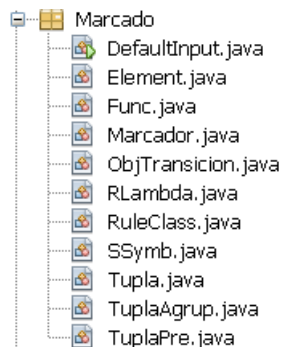 Marcado
DefaultInput.java
Element.java
Func.java
Marcador.java
ObjTransicion.java
RLambda.java
RuleClass.java
SSymb.java
Tupla.java
TuplaAgrup.java
TuplaPre.java